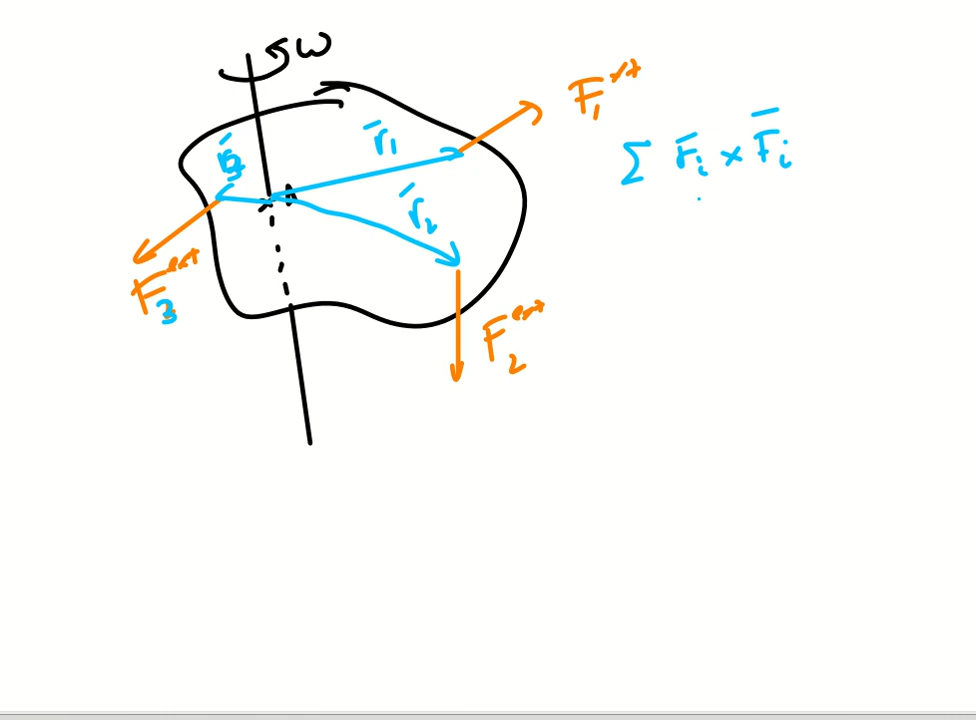 ω
F₁ᵉˣᵗ
r̄₁
Σ r̄ᵢ × F̄ᵢ
r̄₃
r̄₂
F₃ᵉˣᵗ
F₂ᵉˣᵗ